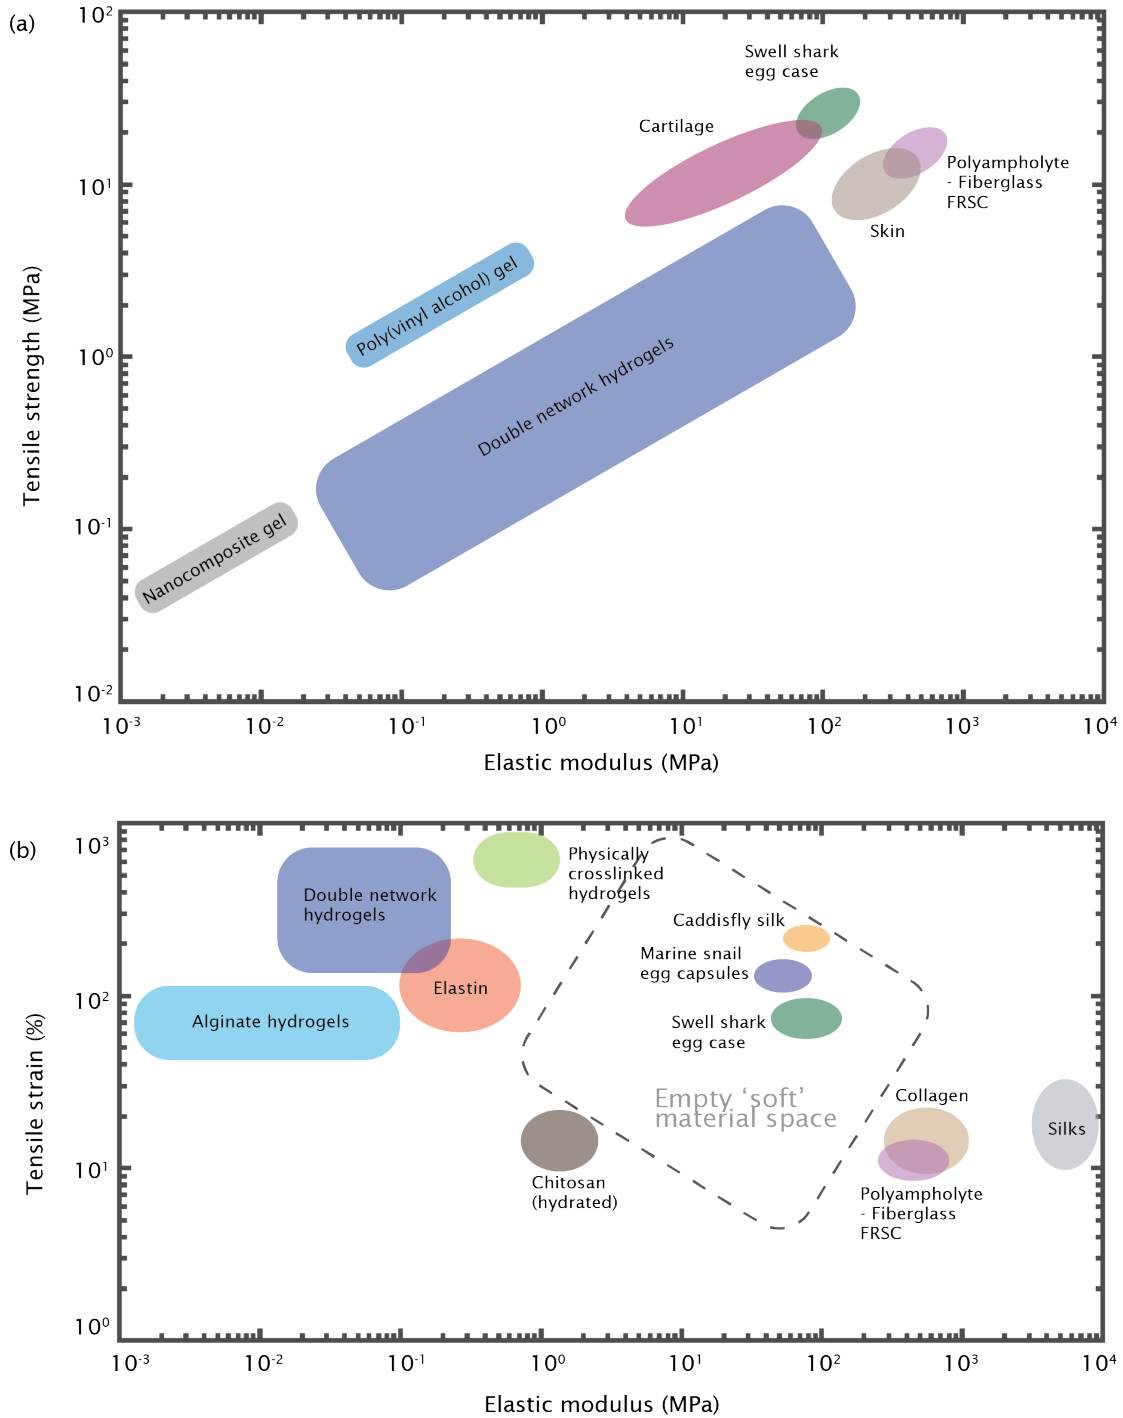 (a)
10²
Swell shark
egg case
Cartilage
Polyampholyte
- Fiberglass
FRSC
10¹
Skin
Poly(vinyl alcohol) gel
Tensile strength (MPa)
10⁰
Double network hydrogels
10⁻¹
Nanocomposite gel
10⁻²
10⁻³ 10⁻² 10⁻¹ 10⁰ 10¹ 10² 10³ 10⁴
Elastic modulus (MPa)
(b)
10³
Physically
crosslinked
hydrogels
Double network
hydrogels
Caddisfly silk
Marine snail
egg capsules
Elastin
10²
Alginate hydrogels
Swell shark
egg case
Tensile strain (%)
Empty ‘soft’
material space
Collagen
Silks
10¹
Chitosan
(hydrated)
Polyampholyte
- Fiberglass
FRSC
10⁰
10⁻³ 10⁻² 10⁻¹ 10⁰ 10¹ 10² 10³ 10⁴
Elastic modulus (MPa)